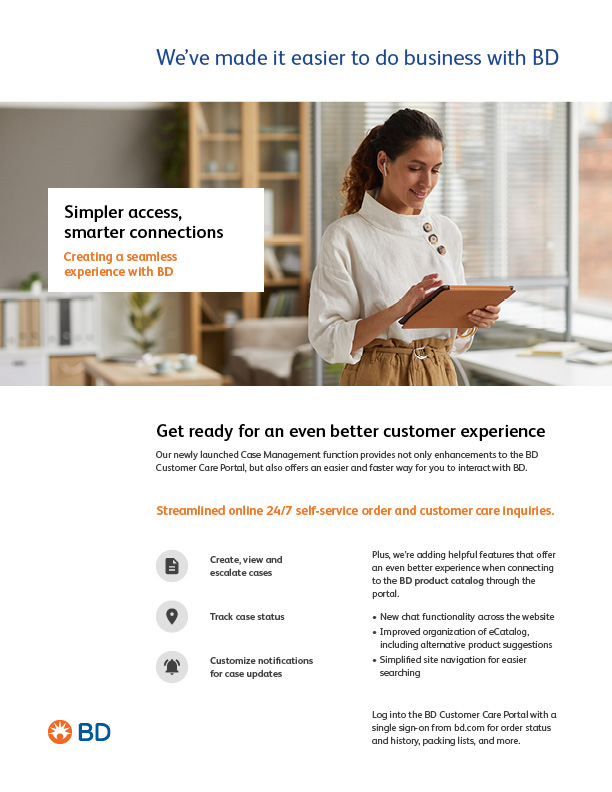 We've made it easier to do business with BD
Simpler access,
smarter connections
Creating a seamless
experience with BD
Get ready for an even better customer experience
Our newly launched Case Management function provides not only enhancements to the BD
Customer Care Portal, but also offers an easier and faster way for you to interact with BD.
Streamlined online 24/7 self-service order and customer care inquiries.
Create, view and
escalate cases
Track case status
Customize notifications
for case updates
Plus, we're adding helpful features that offer
an even better experience when connecting
to the BD product catalog through the
portal.
• New chat functionality across the website
• Improved organization of eCatalog,
including alternative product suggestions
• Simplified site navigation for easier
searching
Log into the BD Customer Care Portal with a
single sign-on from bd.com for order status
and history, packing lists, and more.
BD